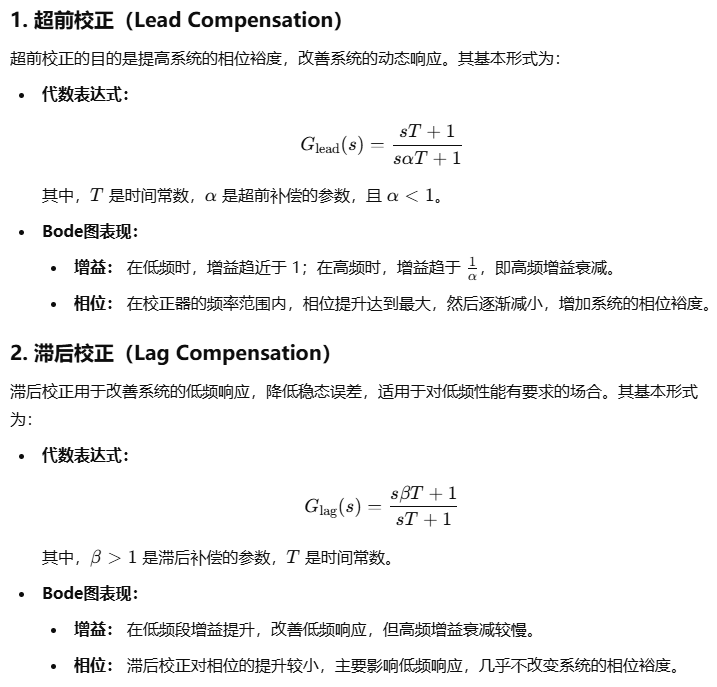 1. 超前校正（Lead Compensation）
超前校正的目的是提高系统的相位裕度，改善系统的动态响应。其基本形式为：
• 代数表达式：
G_lead(s) = \frac{sT + 1}{sαT + 1}
其中，T 是时间常数，α 是超前补偿的参数，且 α < 1。
• Bode图表现：
• 增益： 在低频时，增益趋近于 1；在高频时，增益趋于 \frac{1}{α}，即高频增益衰减。
• 相位： 在校正器的频率范围内，相位提升达到最大，然后逐渐减小，增加系统的相位裕度。
2. 滞后校正（Lag Compensation）
滞后校正用于改善系统的低频响应，降低稳态误差，适用于对低频性能有要求的场合。其基本形式
为：
• 代数表达式：
G_lag(s) = \frac{sβT + 1}{sT + 1}
其中，β > 1 是滞后补偿的参数，T 是时间常数。
• Bode图表现：
• 增益： 在低频段增益提升，改善低频响应，但高频增益衰减较慢。
• 相位： 滞后校正对相位的提升较小，主要影响低频响应，几乎不改变系统的相位裕度。